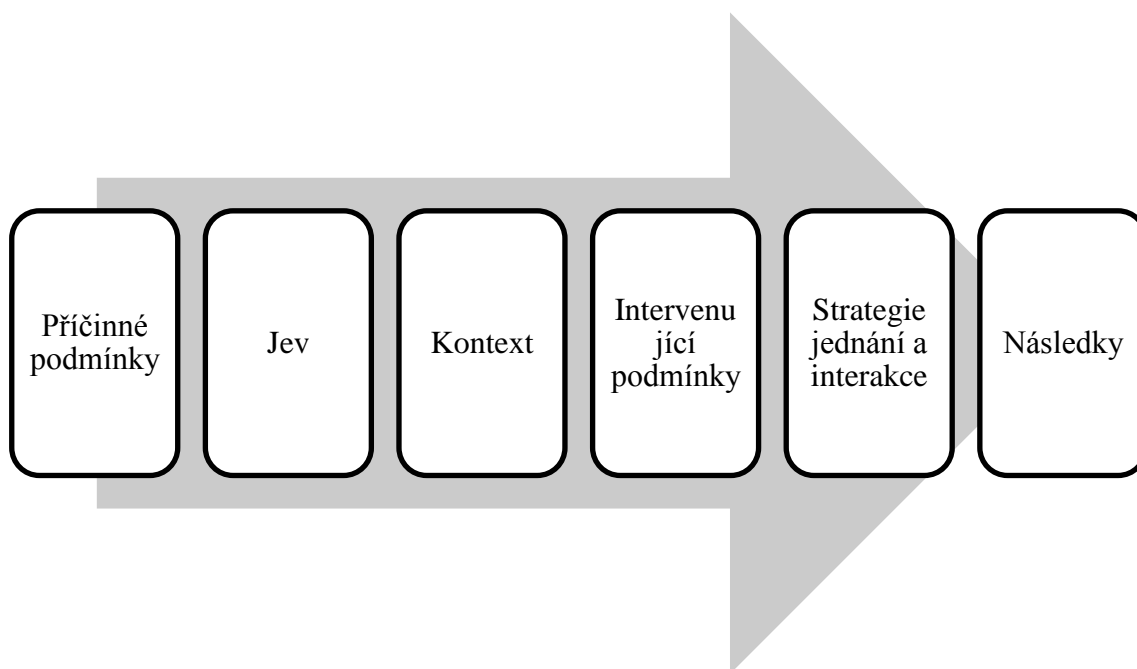 Příčinné
podmínky
Jev
Kontext
Intervenu
jící
podmínky
Strategie
jednání a
interakce
Následky